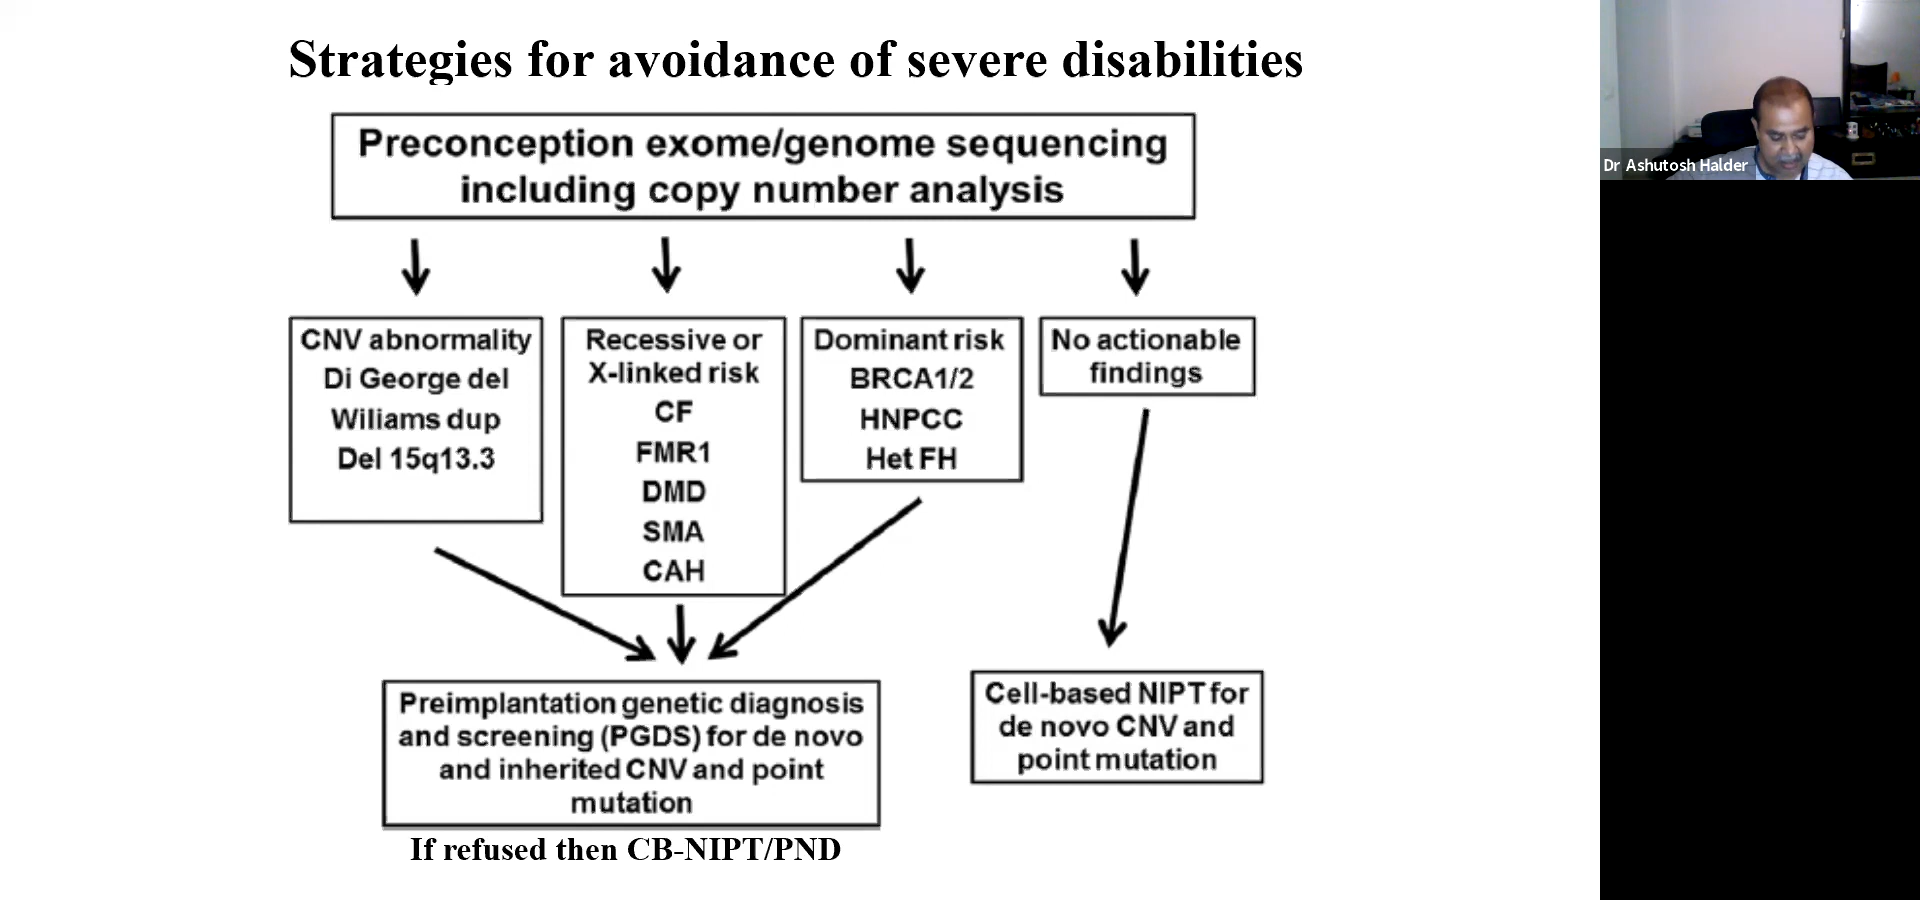 Strategies for avoidance of severe disabilities
Preconception exome/genome sequencing
including copy number analysis
CNV abnormality
Di George del
Wiliams dup
Del 15q13.3
Recessive or
X-linked risk
CF
FMR1
DMD
SMA
CAH
Dominant risk
BRCA1/2
HNPCC
Het FH
No actionable
findings
Preimplantation genetic diagnosis
and screening (PGDS) for de novo
and inherited CNV and point
mutation
If refused then CB-NIPT/PND
Cell-based NIPT for
de novo CNV and
point mutation
Dr Ashutosh Halder